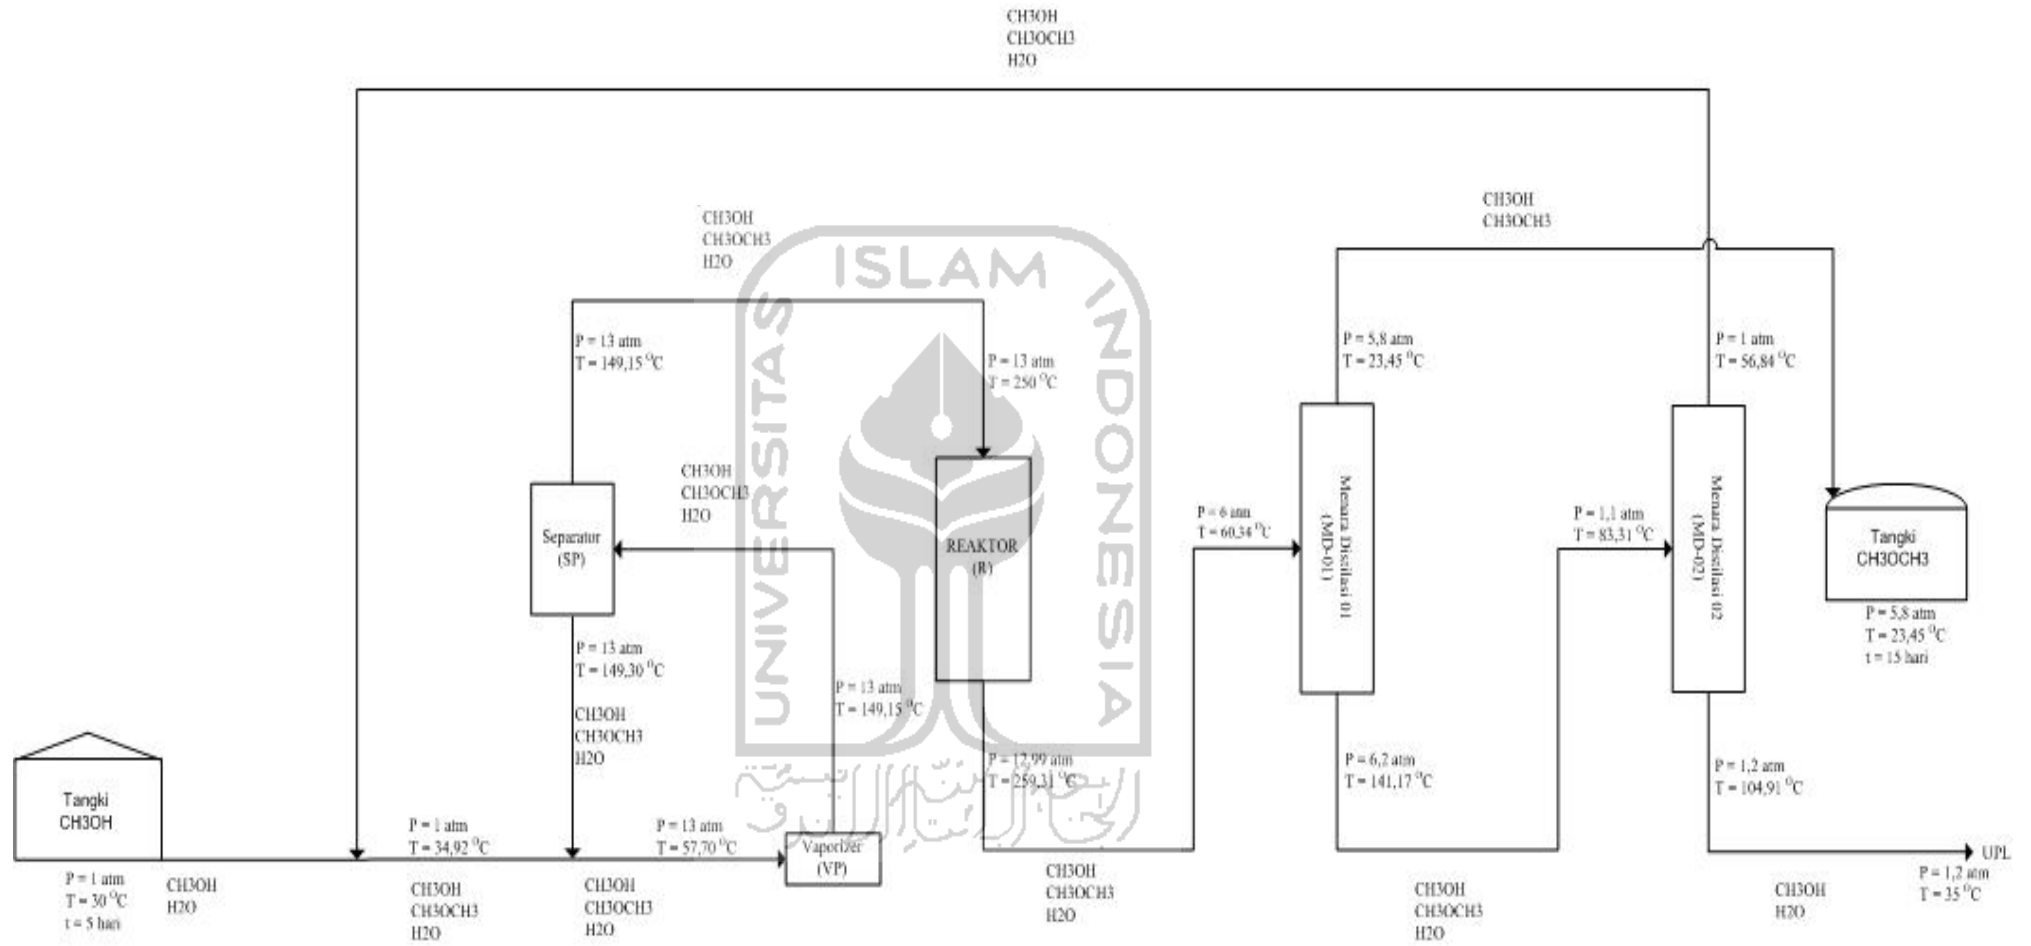 CH3OH
CH3OCH3
H2O
CH3OH
CH3OCH3
CH3OH
CH3OCH3
H2O
ISLAM
UNIVERSITAS
INDONESIA
P = 13 atm
T = 149,15 °C
P = 13 atm
T = 250 °C
P = 5,8 atm
T = 23,45 °C
P = 1 atm
T = 56,84 °C
CH3OH
CH3OCH3
H2O
Separator
(SP)
REAKTOR
(R)
P = 6 atm
T = 60,34 °C
Menara Distilasi 01
(MD-01)
P = 1,1 atm
T = 83,31 °C
Menara Distilasi 02
(MD-02)
Tangki
CH3OCH3
P = 5,8 atm
T = 23,45 °C
t = 15 hari
P = 13 atm
T = 149,30 °C
CH3OH
CH3OCH3
H2O
P = 13 atm
T = 149,15 °C
P = 12,99 atm
T = 259,31 °C
P = 6,2 atm
T = 141,17 °C
P = 1,2 atm
T = 104,91 °C
Tangki
CH3OH
P = 1 atm
T = 34,92 °C
P = 13 atm
T = 57,70 °C
Vaporizer
(VP)
UPL
P = 1,2 atm
T = 35 °C
P = 1 atm
T = 30 °C
t = 5 hari
CH3OH
H2O
CH3OH
CH3OCH3
H2O
CH3OH
CH3OCH3
H2O
CH3OH
CH3OCH3
H2O
CH3OH
CH3OCH3
H2O
CH3OH
H2O